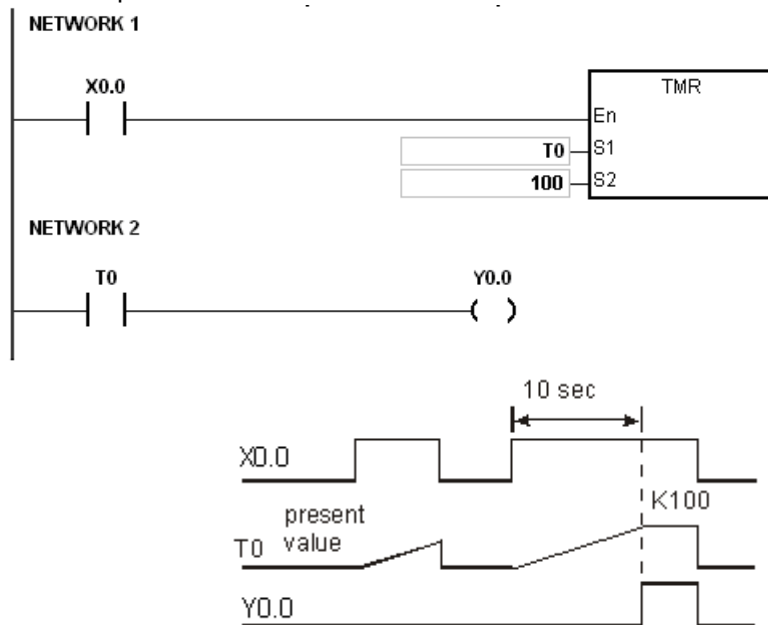 NETWORK 1
X0.0
TMR
En
T0 S1
100 S2
NETWORK 2
T0 Y0.0
10 sec
X0.0
K100
present
T0 value
Y0.0